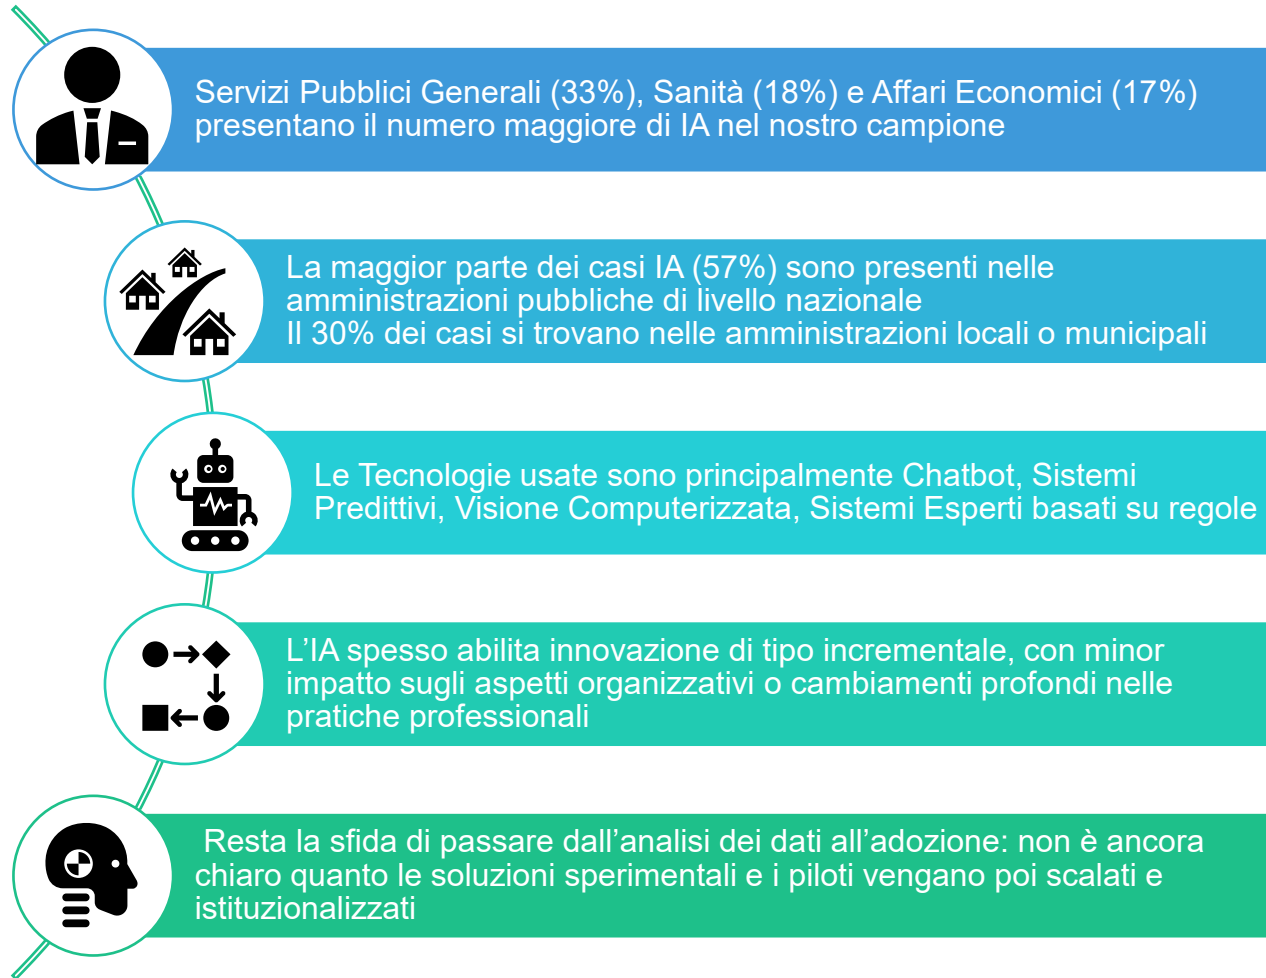 Servizi Pubblici Generali (33%), Sanità (18%) e Affari Economici (17%)
presentano il numero maggiore di IA nel nostro campione
La maggior parte dei casi IA (57%) sono presenti nelle
amministrazioni pubbliche di livello nazionale
Il 30% dei casi si trovano nelle amministrazioni locali o municipali
Le Tecnologie usate sono principalmente Chatbot, Sistemi
Predittivi, Visione Computerizzata, Sistemi Esperti basati su regole
L’IA spesso abilita innovazione di tipo incrementale, con minor
impatto sugli aspetti organizzativi o cambiamenti profondi nelle
pratiche professionali
Resta la sfida di passare dall’analisi dei dati all’adozione: non è ancora
chiaro quanto le soluzioni sperimentali e i piloti vengano poi scalati e
istituzionalizzati